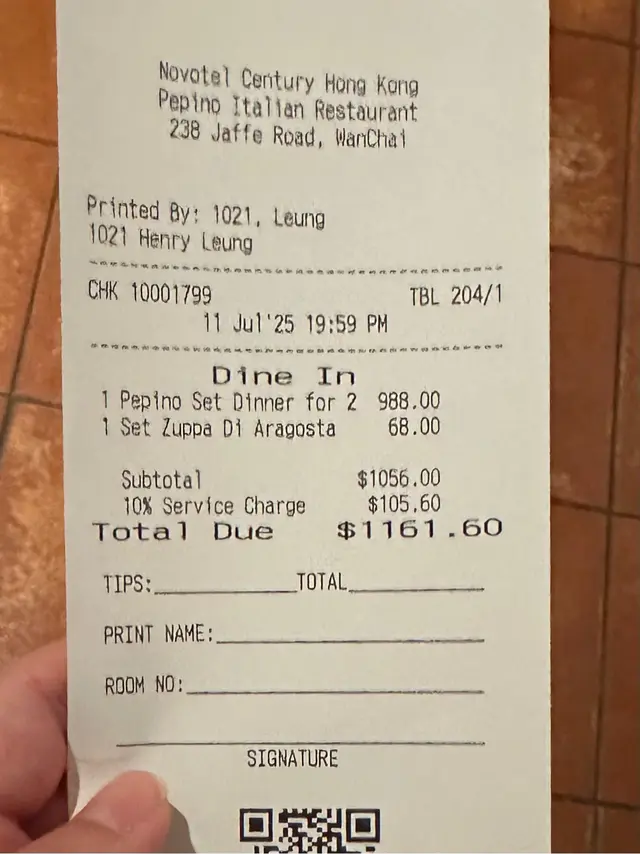 Novotel Century Hong Kong
Pepino Italian Restaurant
238 Jaffe Road, WanChai
Printed By: 1021, Leung
1021 Henry Leung
CHK 10001799 TBL 204/1
11 Jul'25 19:59 PM
Dine In
1 Pepino Set Dinner for 2 988.00
1 Set Zuppa Di Aragosta 68.00
Subtotal $1056.00
10% Service Charge $105.60
Total Due $1161.60
TIPS: TOTAL
PRINT NAME:
ROOM NO:
SIGNATURE